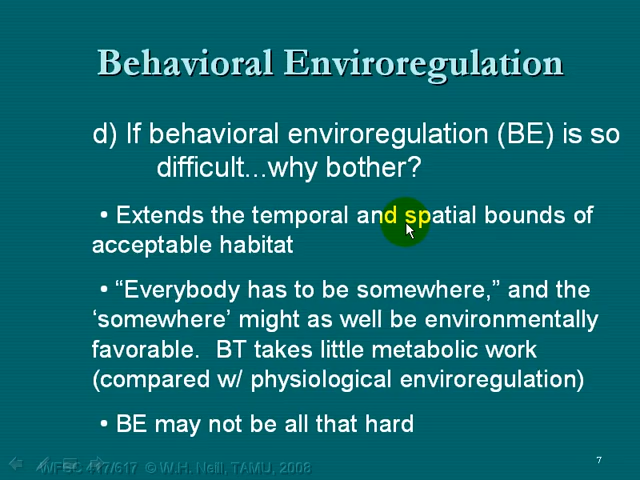 Behavioral Enviroregulation
d) If behavioral enviroregulation (BE) is so
difficult...why bother?
• Extends the temporal and spatial bounds of
acceptable habitat
• “Everybody has to be somewhere,” and the
‘somewhere’ might as well be environmentally
favorable.  BT takes little metabolic work
(compared w/ physiological enviroregulation)
• BE may not be all that hard
WFSC 417/617 © W.H. Neill, TAMU, 2008
7